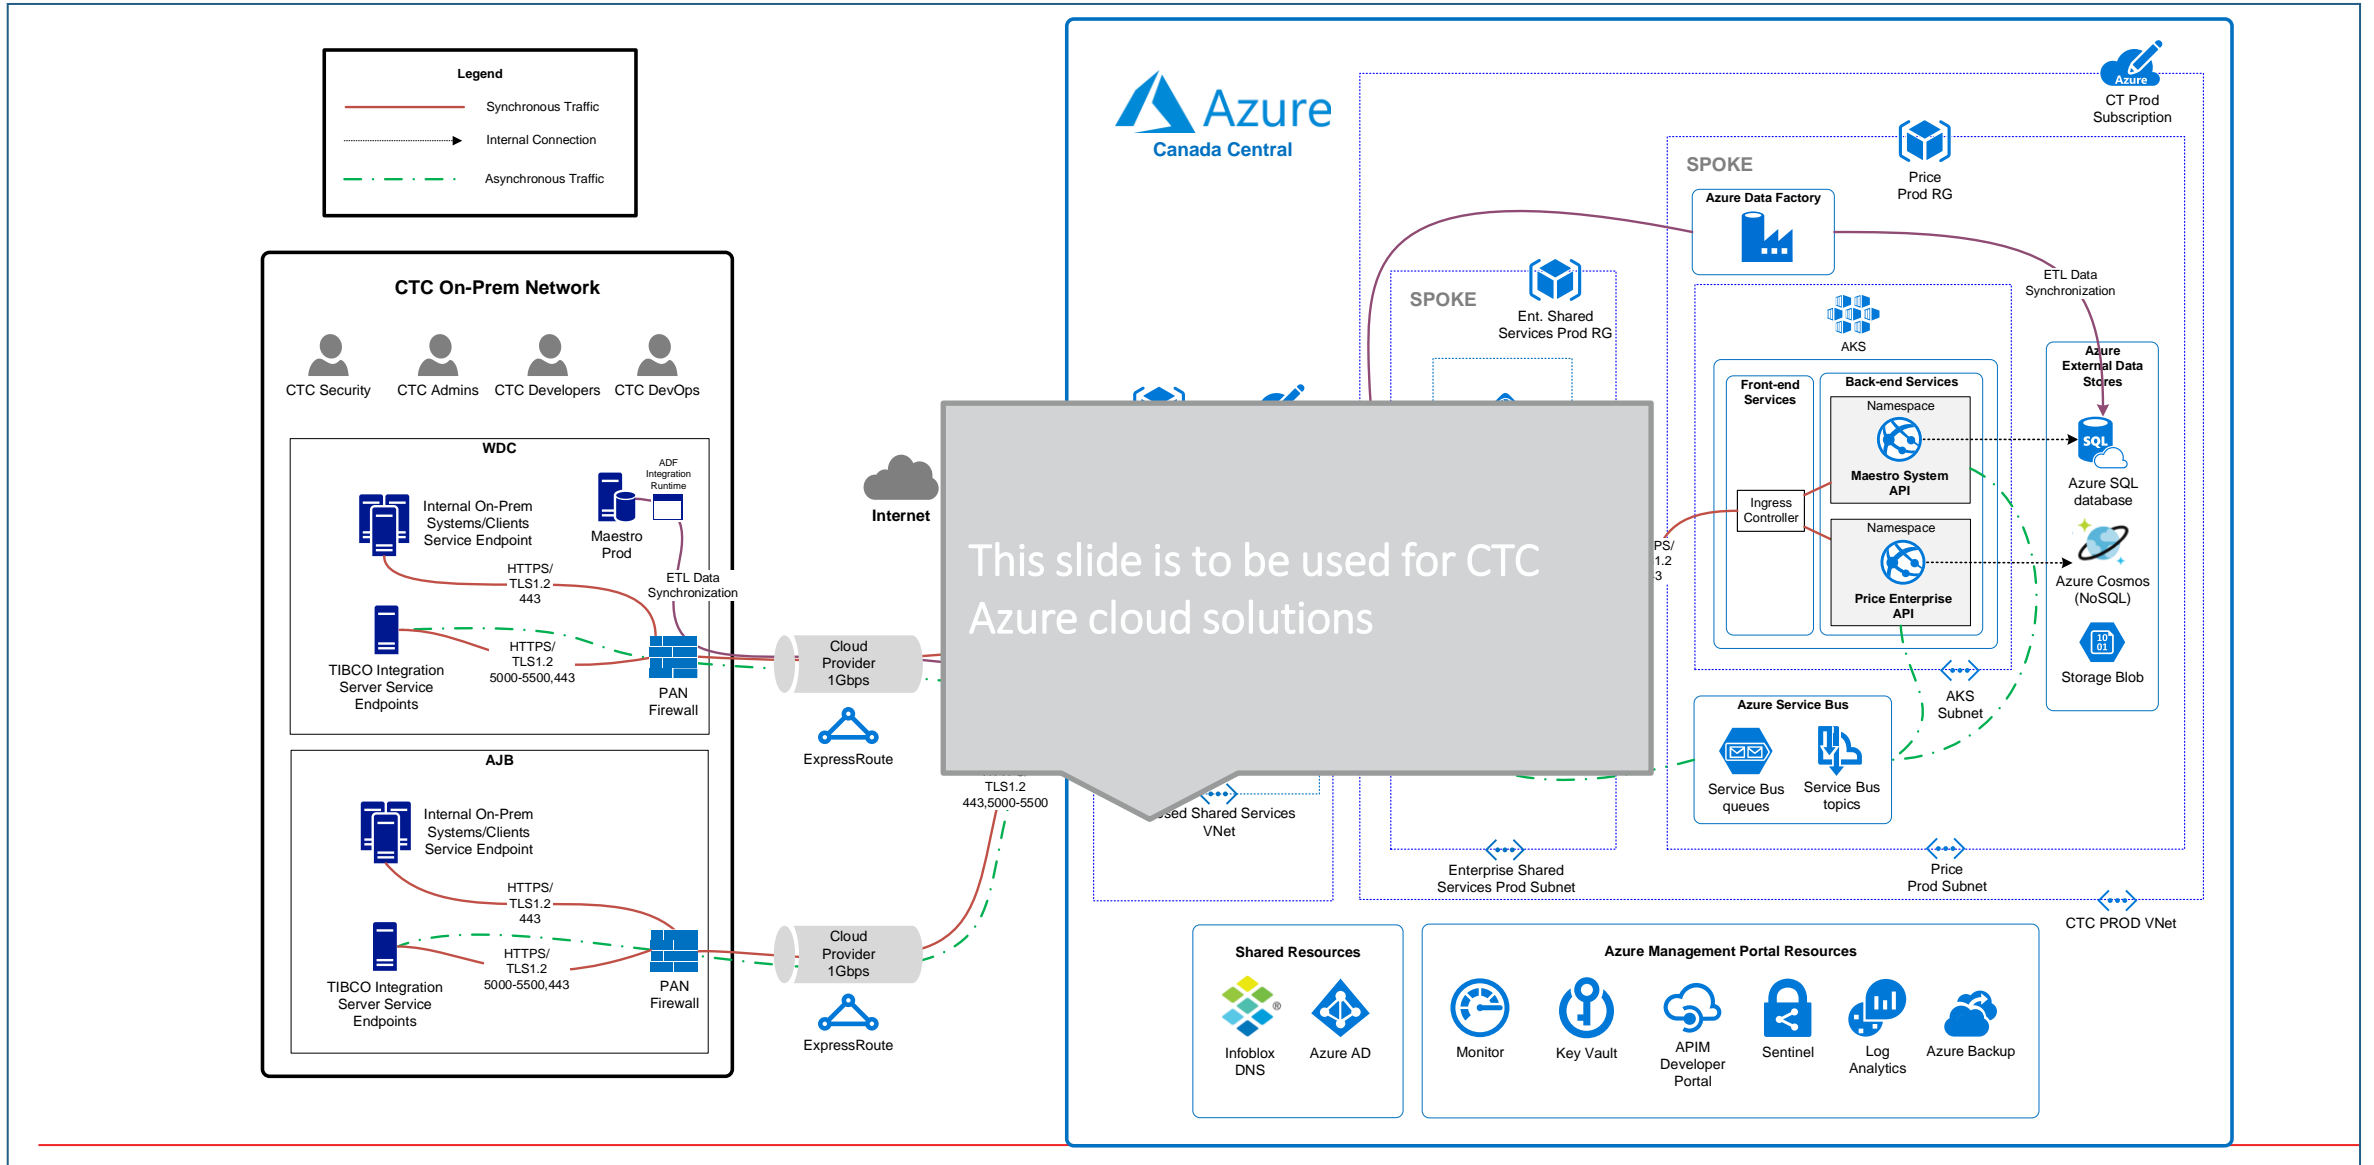 Legend
Synchronous Traffic
Internal Connection
Asynchronous Traffic
CTC On-Prem Network
CTC Security
CTC Admins
CTC Developers
CTC DevOps
WDC
Internal On-Prem
Systems/Clients
Service Endpoint
Maestro
Prod
ADF
Integration
Runtime
HTTPS/
TLS1.2
443
ETL Data
Synchronization
TIBCO Integration
Server Service
Endpoints
HTTPS/
TLS1.2
5000-5500,443
PAN
Firewall
AJB
Internal On-Prem
Systems/Clients
Service Endpoint
HTTPS/
TLS1.2
443
TIBCO Integration
Server Service
Endpoints
HTTPS/
TLS1.2
5000-5500,443
PAN
Firewall
Internet
Cloud
Provider
1Gbps
ExpressRoute
Cloud
Provider
1Gbps
ExpressRoute
TLS1.2
443,5000-5500
This slide is to be used for CTC
Azure cloud solutions
Azure
Canada Central
Azure
CT Prod
Subscription
SPOKE
Ent. Shared
Services Prod RG
SPOKE
Price
Prod RG
Azure Data Factory
ETL Data
Synchronization
AKS
Front-end
Services
Back-end Services
Namespace
Maestro System
API
Ingress
Controller
Namespace
Price Enterprise
API
Azure
External Data
Stores
SQL
Azure SQL
database
Azure Cosmos
(NoSQL)
10
01
Storage Blob
AKS
Subnet
Azure Service Bus
Service Bus
queues
Service Bus
topics
Shared Services
VNet
Enterprise Shared
Services Prod Subnet
Price
Prod Subnet
CTC PROD VNet
Shared Resources
Infoblox
DNS
Azure AD
Azure Management Portal Resources
Monitor
Key Vault
APIM
Developer
Portal
Sentinel
Log
Analytics
Azure Backup